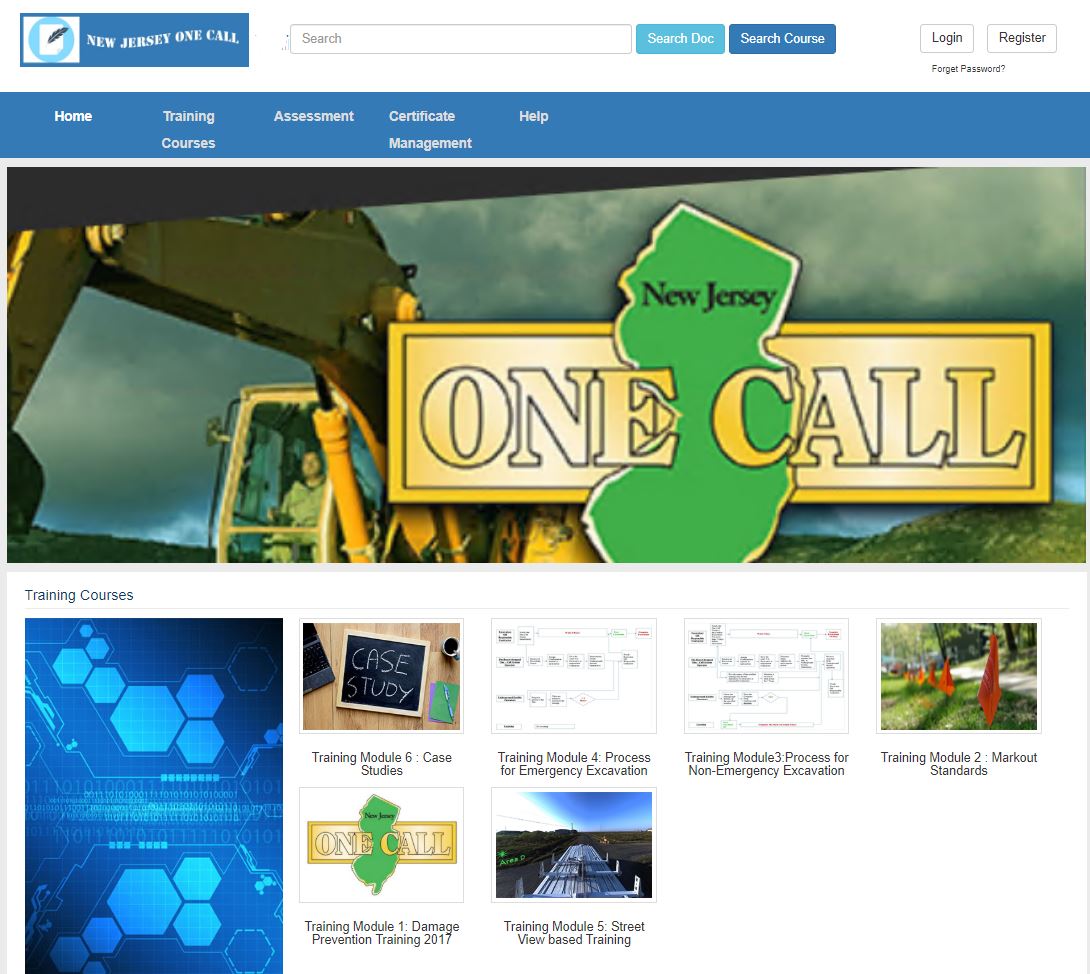 NEW JERSEY ONE CALL
Search
Search Doc
Search Course
Login
Register
Forget Password?
Home
Training
Courses
Assessment
Certificate
Management
Help
New Jersey
ONE CALL
Training Courses
CASE
STUDY
Training Module 6 : Case
Studies
Training Module 4: Process
for Emergency Excavation
Training Module3:Process for
Non-Emergency Excavation
Training Module 2 : Markout
Standards
New Jersey
ONE CALL
Training Module 1: Damage
Prevention Training 2017
Area D
Training Module 5: Street
View based Training